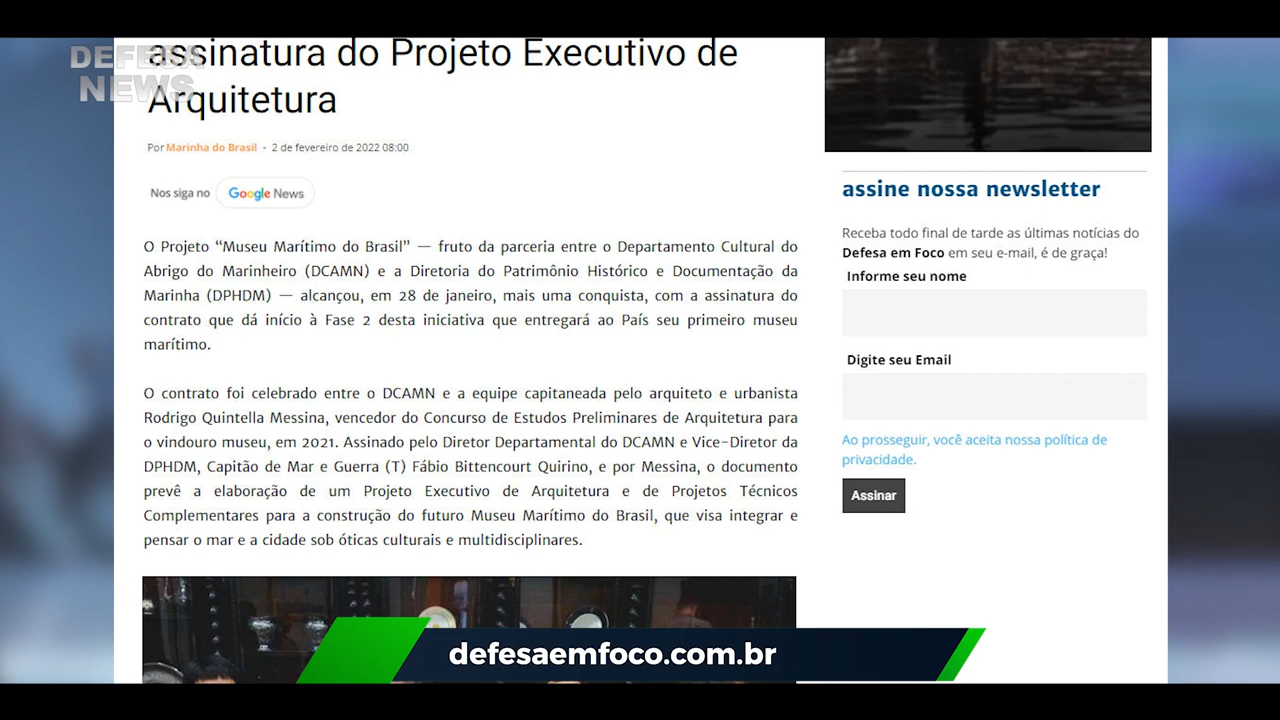 DEFESA
NEWS
assinatura do Projeto Executivo de
Arquitetura
Por Marinha do Brasil - 2 de fevereiro de 2022 08:00
Nos siga no Google News
O Projeto “Museu Marítimo do Brasil” — fruto da parceria entre o Departamento Cultural do
Abrigo do Marinheiro (DCAMN) e a Diretoria do Patrimônio Histórico e Documentação da
Marinha (DPHDM) — alcançou, em 28 de janeiro, mais uma conquista, com a assinatura do
contrato que dá início à Fase 2 desta iniciativa que entregará ao País seu primeiro museu
marítimo.
O contrato foi celebrado entre o DCAMN e a equipe capitaneada pelo arquiteto e urbanista
Rodrigo Quintella Messina, vencedor do Concurso de Estudos Preliminares de Arquitetura para
o vindouro museu, em 2021. Assinado pelo Diretor Departamental do DCAMN e Vice-Diretor da
DPHDM, Capitão de Mar e Guerra (T) Fábio Bittencourt Quirino, e por Messina, o documento
prevê a elaboração de um Projeto Executivo de Arquitetura e de Projetos Técnicos
Complementares para a construção do futuro Museu Marítimo do Brasil, que visa integrar e
pensar o mar e a cidade sob óticas culturais e multidisciplinares.
assine nossa newsletter
Receba todo final de tarde as últimas notícias do
Defesa em Foco em seu e-mail, é de graça!
Informe seu nome
Digite seu Email
Ao prosseguir, você aceita nossa política de
privacidade.
Assinar
defesaemfoco.com.br